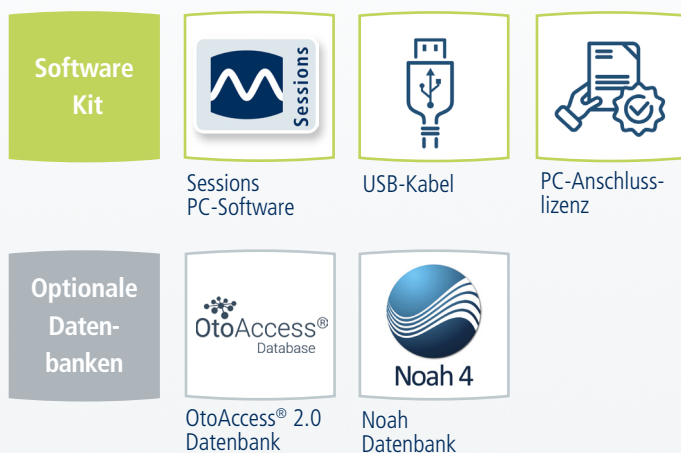 Software
Kit
Sessions
Sessions
PC-Software
USB-Kabel
PC-Anschluss-
lizenz
Optionale
Daten-
banken
OtoAccess®
Database
OtoAccess® 2.0
Datenbank
Noah 4
Noah
Datenbank